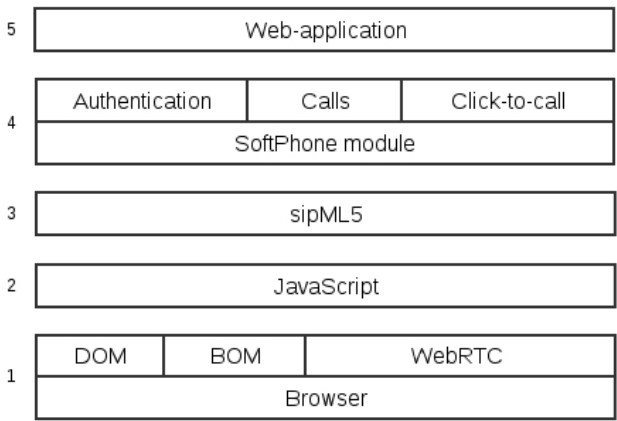 5 Web-application
Authentication Calls Click-to-call
4
SoftPhone module
3 sipML5
2 JavaScript
DOM BOM WebRTC
1
Browser